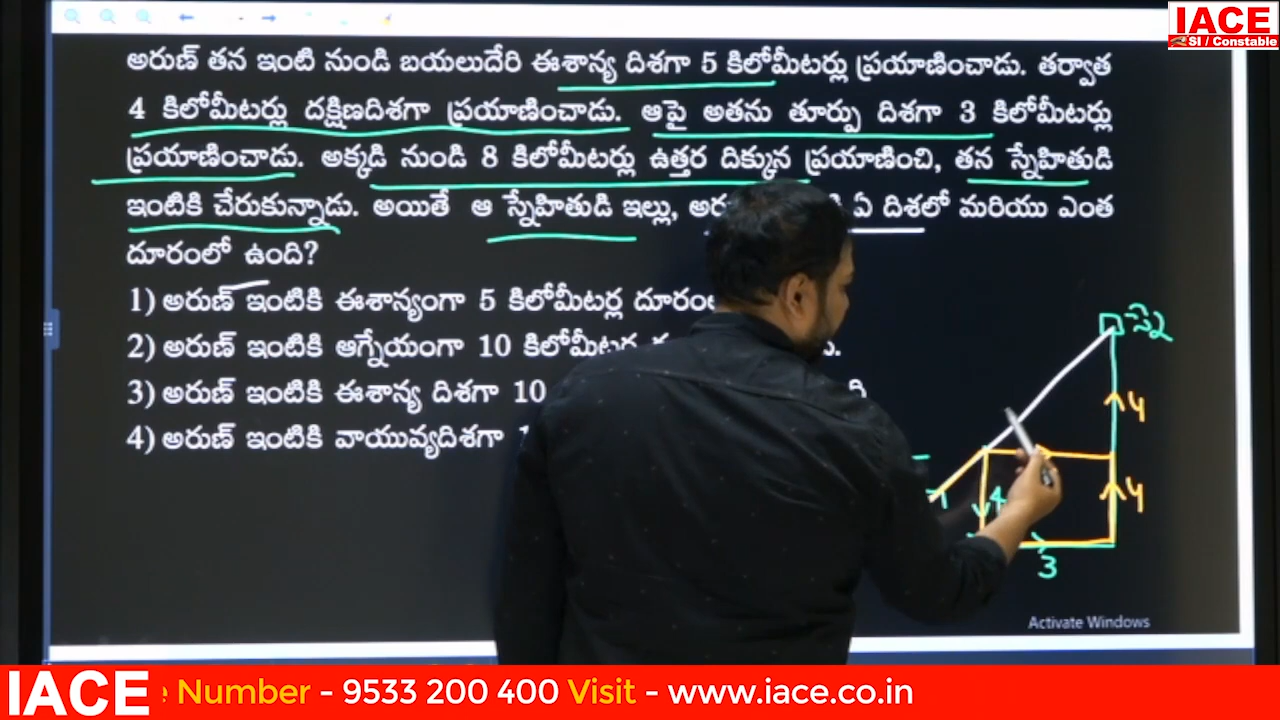 IACE
SI / Constable
అరుణ్ తన ఇంటి నుండి బయలుదేరి ఈశాన్య దిశగా 5 కిలోమీటర్లు ప్రయాణించాడు. తర్వాత
4 కిలోమీటర్లు దక్షిణదిశగా ప్రయాణించాడు. ఆపై అతను తూర్పు దిశగా 3 కిలోమీటర్లు
ప్రయాణించాడు. అక్కడి నుండి 8 కిలోమీటర్లు ఉత్తర దిక్కున ప్రయాణించి, తన స్నేహితుడి
ఇంటికి చేరుకున్నాడు. అయితే ఆ స్నేహితుడి ఇల్లు, ఏ దిశలో మరియు ఎంత
దూరంలో ఉంది?
1) అరుణ్ ఇంటికి ఈశాన్యంగా 5 కిలోమీటర్ల
2) అరుణ్ ఇంటికి ఆగ్నేయంగా 10
3) అరుణ్ ఇంటికి ఈశాన్య దిశగా 10
4) అరుణ్ ఇంటికి వాయువ్యదిశగా
4
4
4
3
Activate Windows
IACE Number - 9533 200 400 Visit - www.iace.co.in